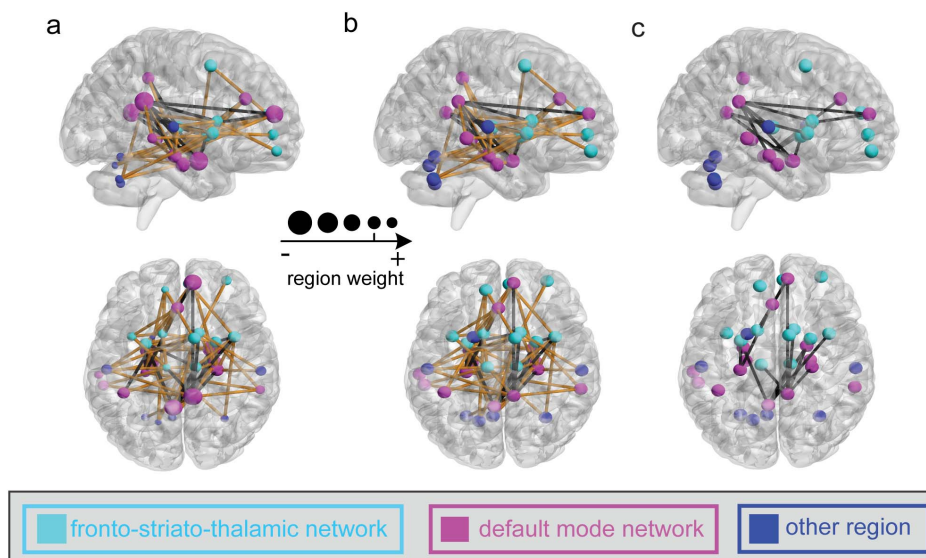 a b c
- +
region weight
fronto-striato-thalamic network default mode network other region